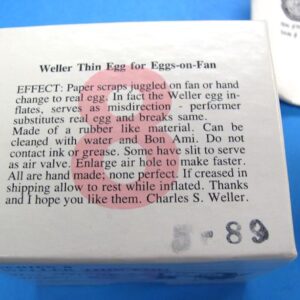 Weller Thin Egg for Eggs-on-Fan
EFFECT: Paper scraps juggled on fan or hand
change to real egg. In fact the Weller egg in-
flates, serves as misdirection - performer
substitutes real egg and breaks same.
Made of a rubber like material. Can be
cleaned with water and Bon Ami. Do not
contact ink or grease. Some have slit to serve
as air valve. Enlarge air hole to make faster.
All are hand made; none perfect. If creased in
shipping allow to rest while inflated. Thanks
and I hope you like them. Charles S. Weller.
5-89